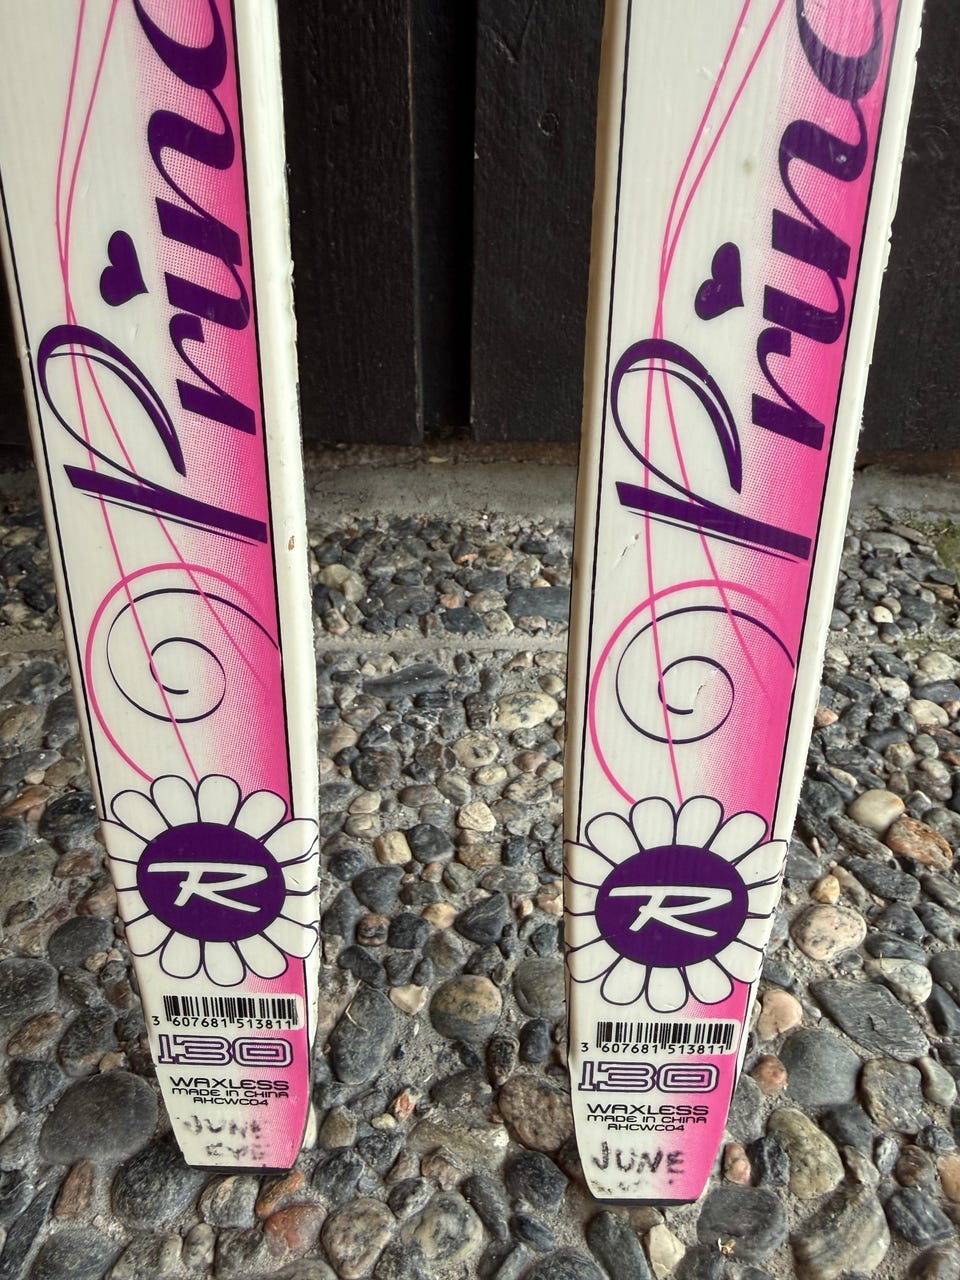 Princ
R
3 607681 513811
130
WAXLESS
MADE IN CHINA
RHCWC04
JUNE
EYE
Princ
R
3 607681 513811
130
WAXLESS
MADE IN CHINA
RHCWC04
JUNE